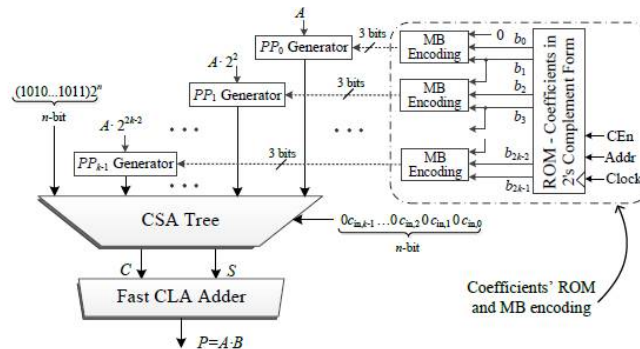 A
3 bits
MB
Encoding
0
b0
PP0 Generator
b1
A· 2^2
3 bits
MB
Encoding
b2
(1010...1011)2^n
PP1 Generator
b3
n-bit
A· 2^(2k-2)
. . .
. . .
3 bits
MB
Encoding
b2k-2
PPk-1 Generator
b2k-1
. . .
ROM - Coefficients in
2's Complement Form
CEn
Addr
Clock
CSA Tree
0cin,k-1 ...0 cin,2 0 cin,1 0 cin,0
n-bit
C
S
Fast CLA Adder
Coefficients' ROM
and MB encoding
P=A·B